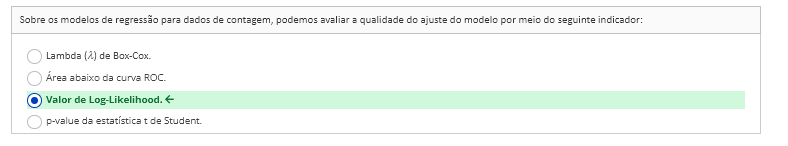 Sobre os modelos de regressão para dados de contagem, podemos avaliar a qualidade do ajuste do modelo por meio do seguinte indicador:
Lambda (λ) de Box-Cox.
Área abaixo da curva ROC.
Valor de Log-Likelihood. ←
p-value da estatística t de Student.